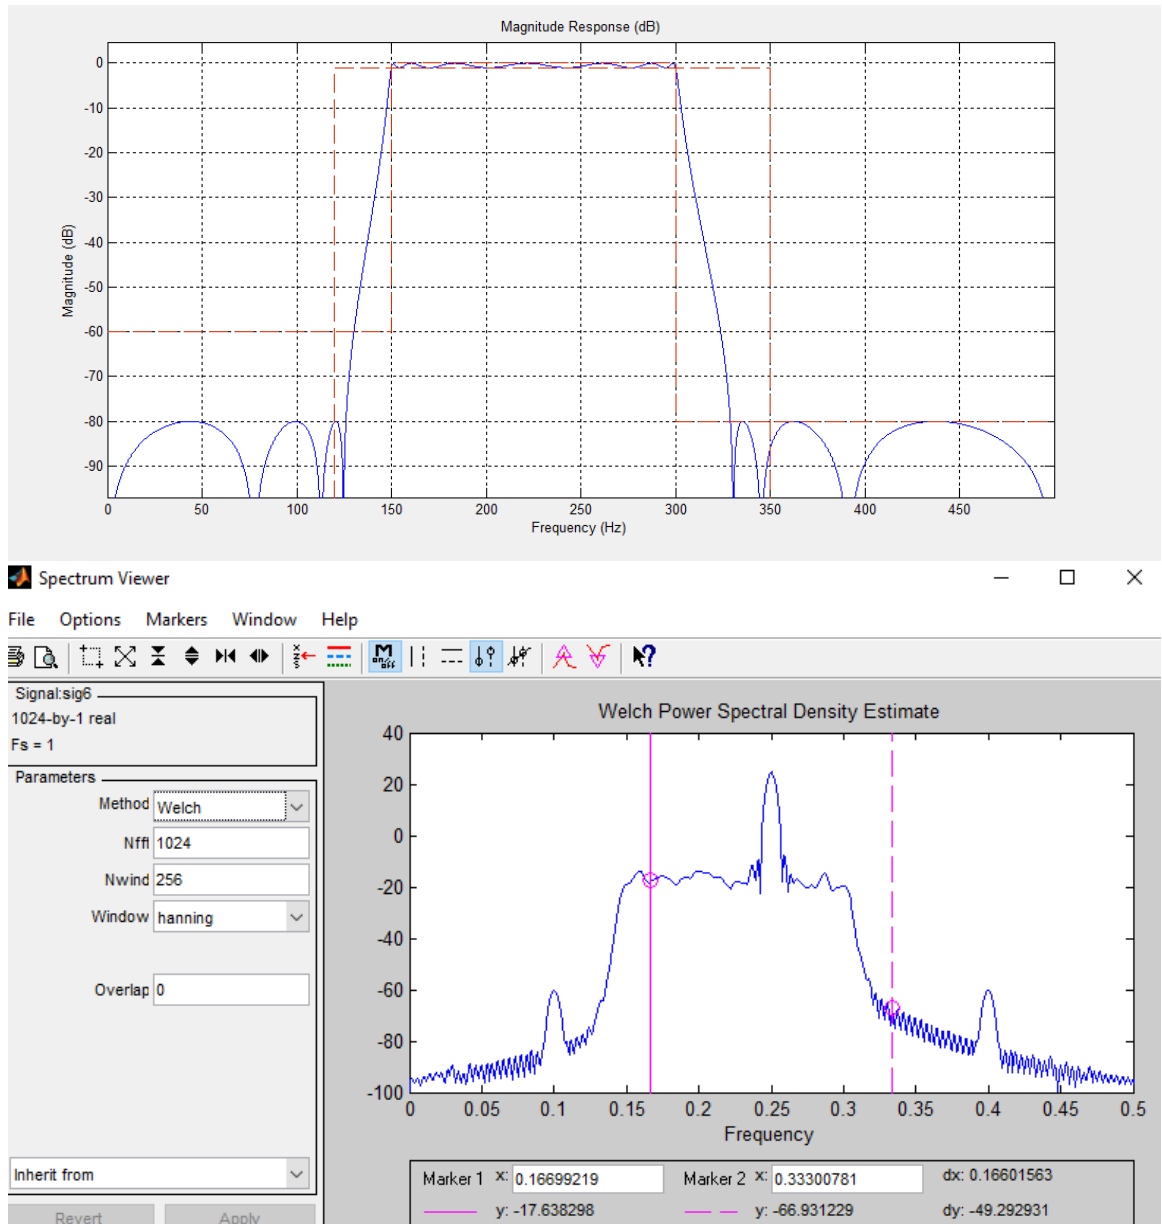 Magnitude Response (dB)
0
-10
-20
-30
-40
-50
-60
-70
-80
-90
Magnitude (dB)
0 50 100 150 200 250 300 350 400 450
Frequency (Hz)
Spectrum Viewer
File Options Markers Window Help
Signal:sig6
1024-by-1 real
Fs = 1
Parameters
Method Welch
Nfft 1024
Nwind 256
Window hanning
Overlap 0
Inherit from
Revert Apply
Welch Power Spectral Density Estimate
40
20
0
-20
-40
-60
-80
-100
0 0.05 0.1 0.15 0.2 0.25 0.3 0.35 0.4 0.45 0.5
Frequency
Marker 1 x: 0.16699219 Marker 2 x: 0.33300781 dx: 0.16601563
y: -17.638298 y: -66.931229 dy: -49.292931